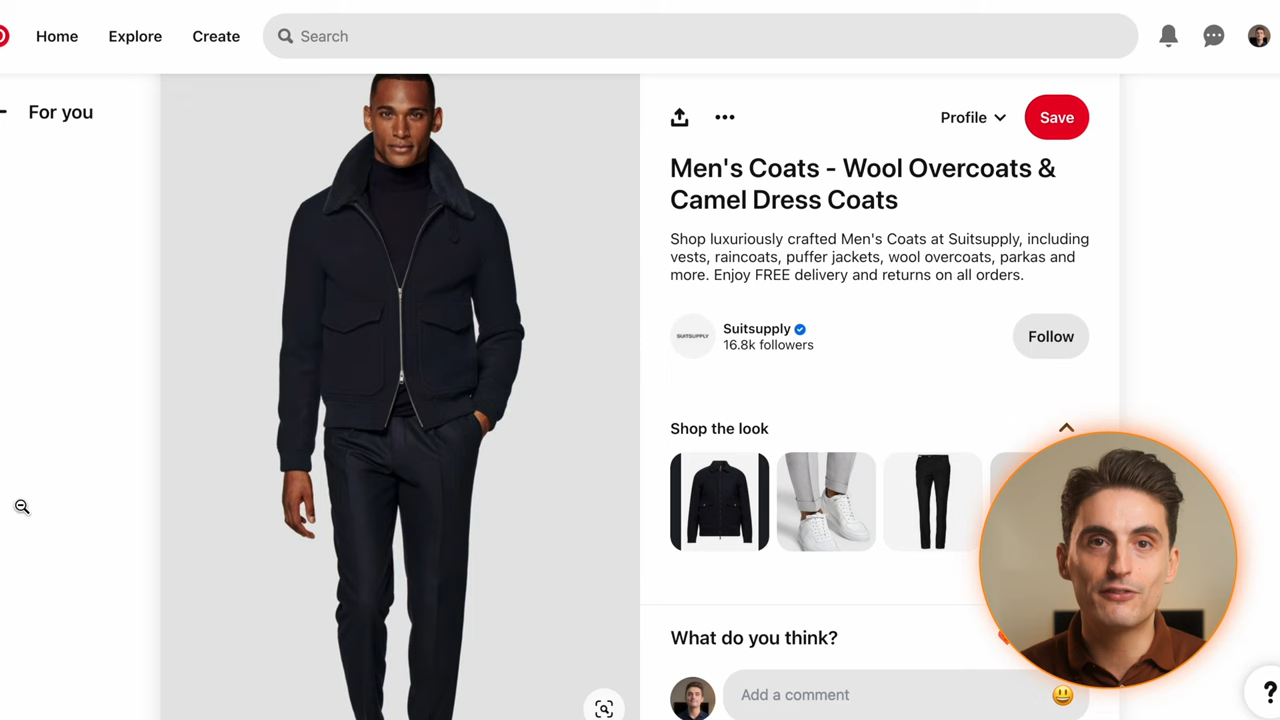 Home
Explore
Create
Search
For you
Profile
Save
Men's Coats - Wool Overcoats &
Camel Dress Coats
Shop luxuriously crafted Men's Coats at Suitsupply, including
vests, raincoats, puffer jackets, wool overcoats, parkas and
more. Enjoy FREE delivery and returns on all orders.
SUITSUPPLY
Suitsupply
16.8k followers
Follow
Shop the look
What do you think?
Add a comment
?